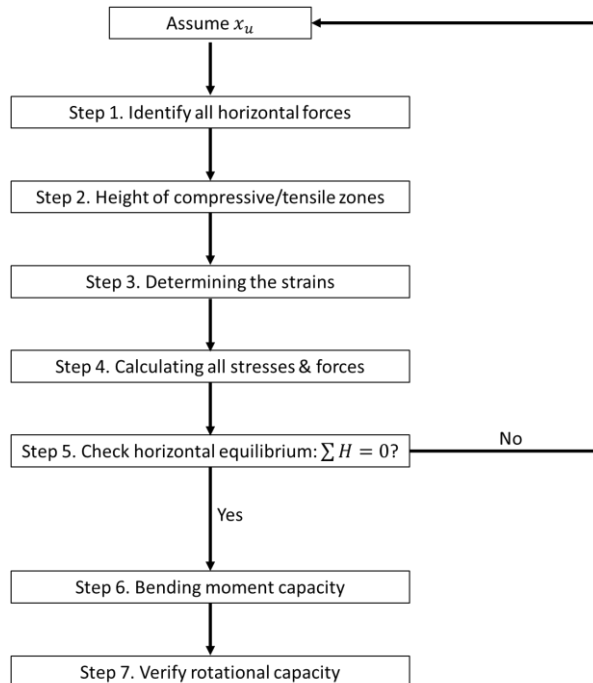 Assume $x_u$
Step 1. Identify all horizontal forces
Step 2. Height of compressive/tensile zones
Step 3. Determining the strains
Step 4. Calculating all stresses & forces
Step 5. Check horizontal equilibrium: ∑ H = 0?
No
Yes
Step 6. Bending moment capacity
Step 7. Verify rotational capacity